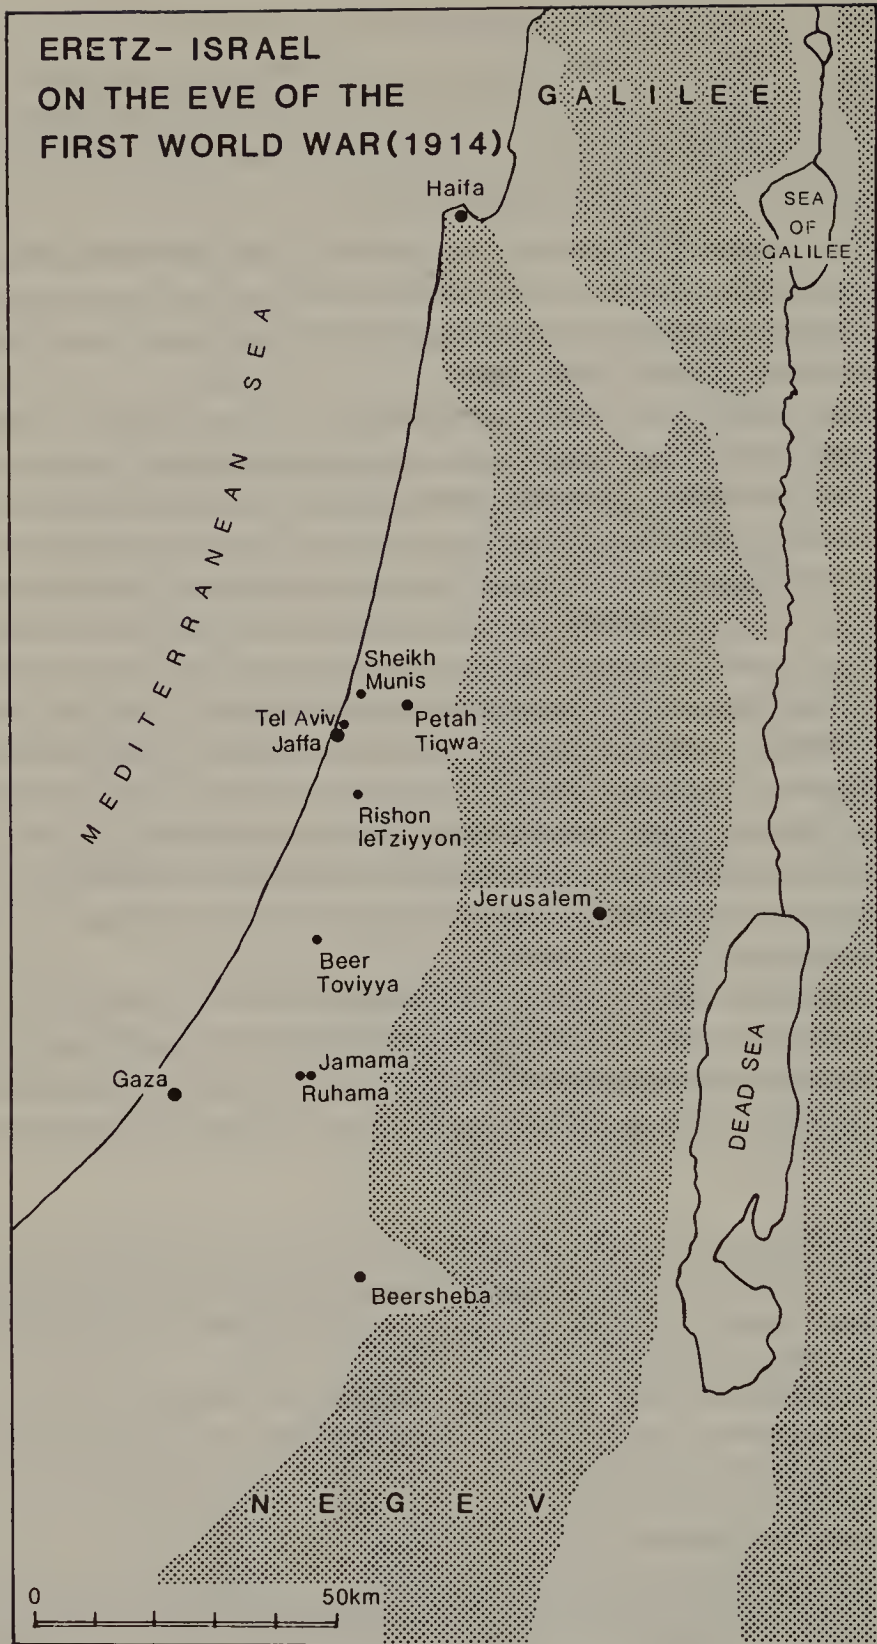 ERETZ- ISRAEL
ON THE EVE OF THE
FIRST WORLD WAR(1914)
GALILEE
Haifa
SEA
OF
GALILEE
MEDITERRANEAN SEA
Sheikh
Munis
Tel Aviv
Jaffa
Petah
Tiqwa
Rishon
leTziyyon
Jerusalem
Beer
Toviyya
Jamama
Ruhama
Gaza
DEAD SEA
Beersheba
NEGEV
0
50km